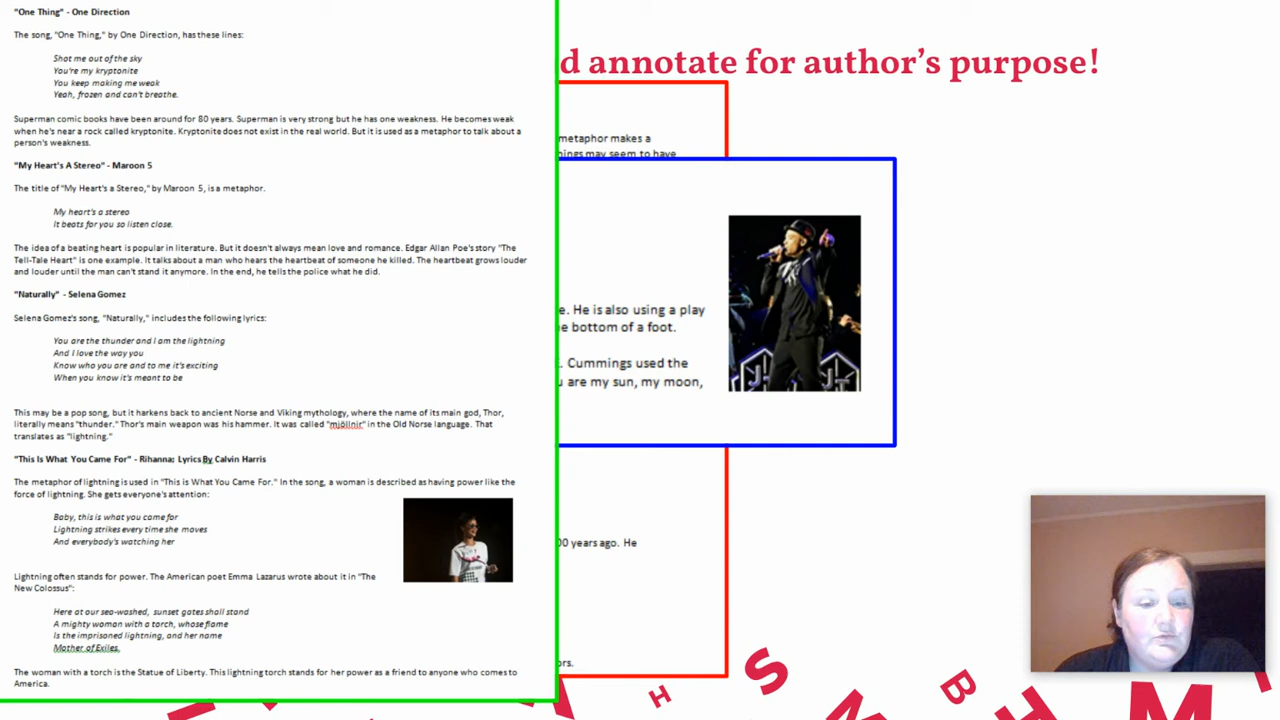 "One Thing" - One Direction
The song, "One Thing," by One Direction, has these lines:
Shot me out of the sky
You're my kryptonite
You keep making me weak
Yeah, frozen and can't breathe.
Superman comic books have been around for 80 years. Superman is very strong but he has one weakness. He becomes weak
when he's near a rock called kryptonite. Kryptonite does not exist in the real world. But it is used as a metaphor to talk about a
person's weakness.
"My Heart's A Stereo" - Maroon 5
The title of "My Heart's a Stereo," by Maroon 5, is a metaphor.
My heart's a stereo
It beats for you so listen close.
The idea of a beating heart is popular in literature. But it doesn't always mean love and romance. Edgar Allan Poe's story "The
Tell-Tale Heart" is one example. It talks about a man who hears the heartbeat of someone he killed. The heartbeat grows louder
and louder until the man can't stand it anymore. In the end, he tells the police what he did.
"Naturally" - Selena Gomez
Selena Gomez's song, "Naturally," includes the following lyrics:
You are the thunder and I am the lightning
And I love the way you
Know who you are and to me it's exciting
When you know it's meant to be
This may be a pop song, but it harkens back to ancient Norse and Viking mythology, where the name of its main god, Thor,
literally means "thunder." Thor's main weapon was his hammer. It was called "mjöllnir" in the Old Norse language. That
translates as "lightning."
"This Is What You Came For" - Rihanna; Lyrics By Calvin Harris
The metaphor of lightning is used in "This is What You Came For." In the song, a woman is described as having power like the
force of lightning. She gets everyone's attention:
Baby, this is what you came for
Lightning strikes every time she moves
And everybody's watching her
Lightning often stands for power. The American poet Emma Lazarus wrote about it in "The
New Colossus":
Here at our sea-washed, sunset gates shall stand
A mighty woman with a torch, whose flame
Is the imprisoned lightning, and her name
Mother of Exiles.
The woman with a torch is the Statue of Liberty. This lightning torch stands for her power as a friend to anyone who comes to
America.
d annotate for author's purpose!
metaphor makes a
may seem to have
e. He is also using a play
e bottom of a foot.
. Cummings used the
u are my sun, my moon,
00 years ago. He
ors.
S
H
M
B
M